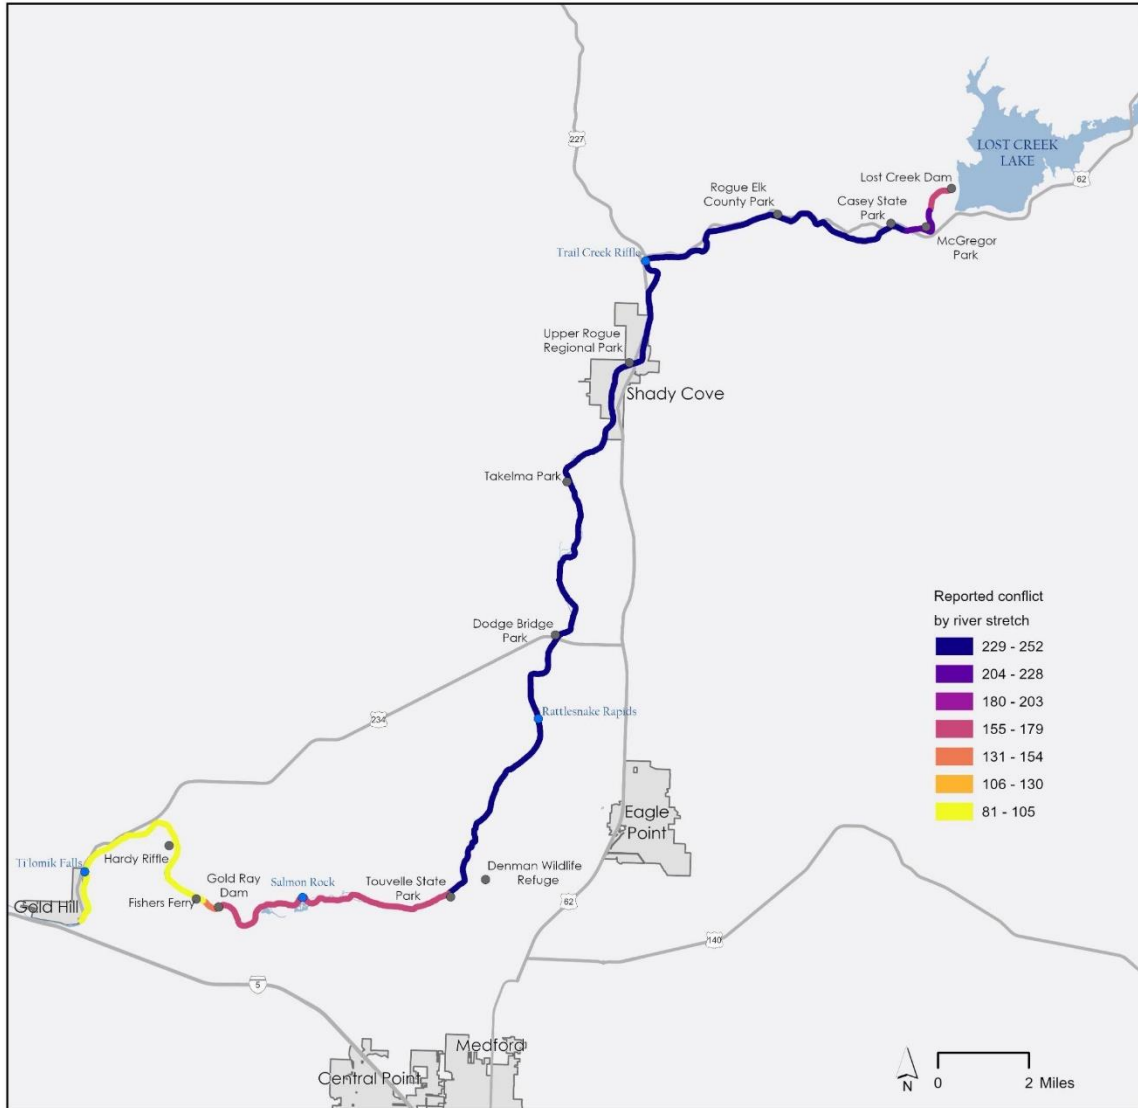 227
LOST CREEK
LAKE
62
Lost Creek Dam
Rogue Elk
County Park
Casey State
Park
McGregor
Park
Trail Creek Riffle
Upper Rogue
Regional Park
Shady Cove
Takelma Park
Dodge Bridge
Park
Reported conflict
by river stretch
229 - 252
204 - 228
180 - 203
155 - 179
131 - 154
106 - 130
81 - 105
234
Rattlesnake Rapids
Eagle
Point
Hardy Riffle
Ti'lomik Falls
Gold Ray
Dam
Salmon Rock
Touvelle State
Park
Denman Wildlife
Refuge
Fishers Ferry
Gold Hill
62
140
5
Medford
Central Point
N
0 2 Miles